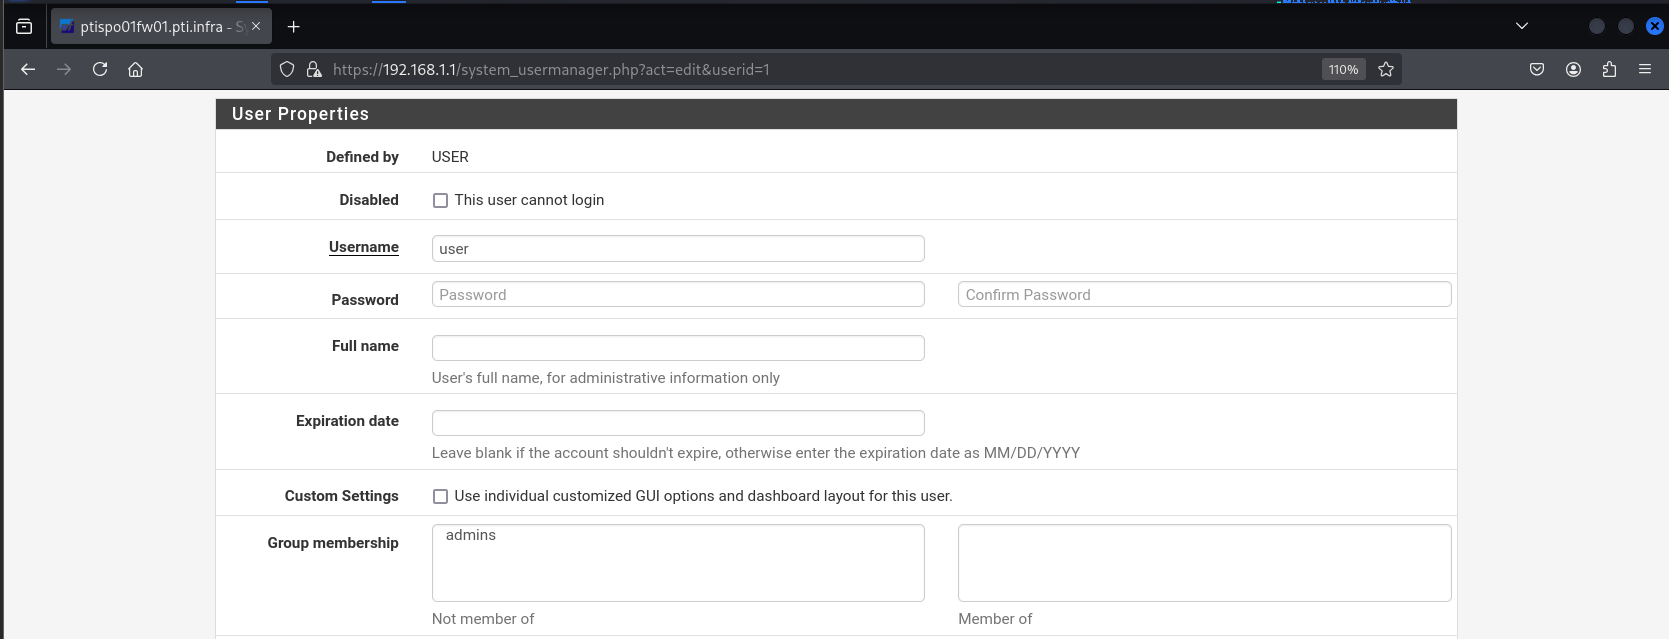 ptispo01fw01.pti.infra - S
https://192.168.1.1/system_usermanager.php?act=edit&userid=1
110%
User Properties
Defined by USER
Disabled This user cannot login
Username user
Password Password Confirm Password
Full name
User's full name, for administrative information only
Expiration date
Leave blank if the account shouldn't expire, otherwise enter the expiration date as MM/DD/YYYY
Custom Settings Use individual customized GUI options and dashboard layout for this user.
Group membership admins
Not member of Member of